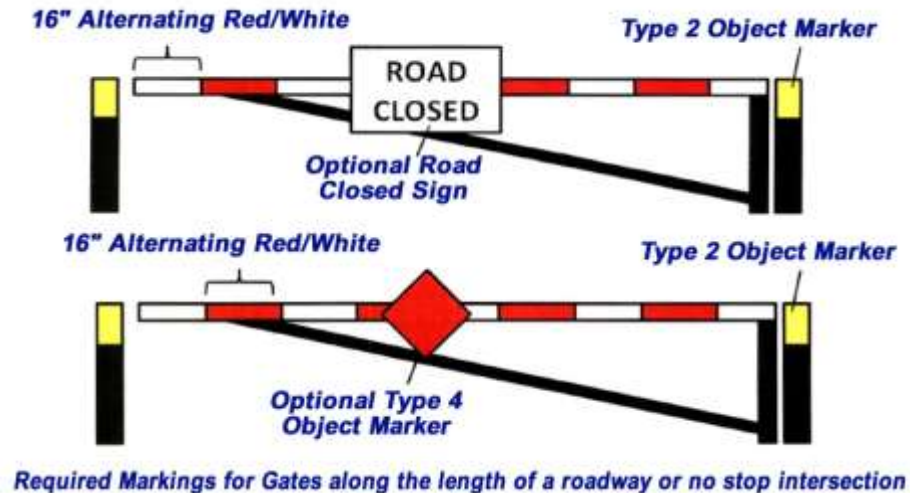 16" Alternating Red/White
Type 2 Object Marker
ROAD
CLOSED
Optional Road
Closed Sign
16" Alternating Red/White
Type 2 Object Marker
Optional Type 4
Object Marker
Required Markings for Gates along the length of a roadway or no stop intersection